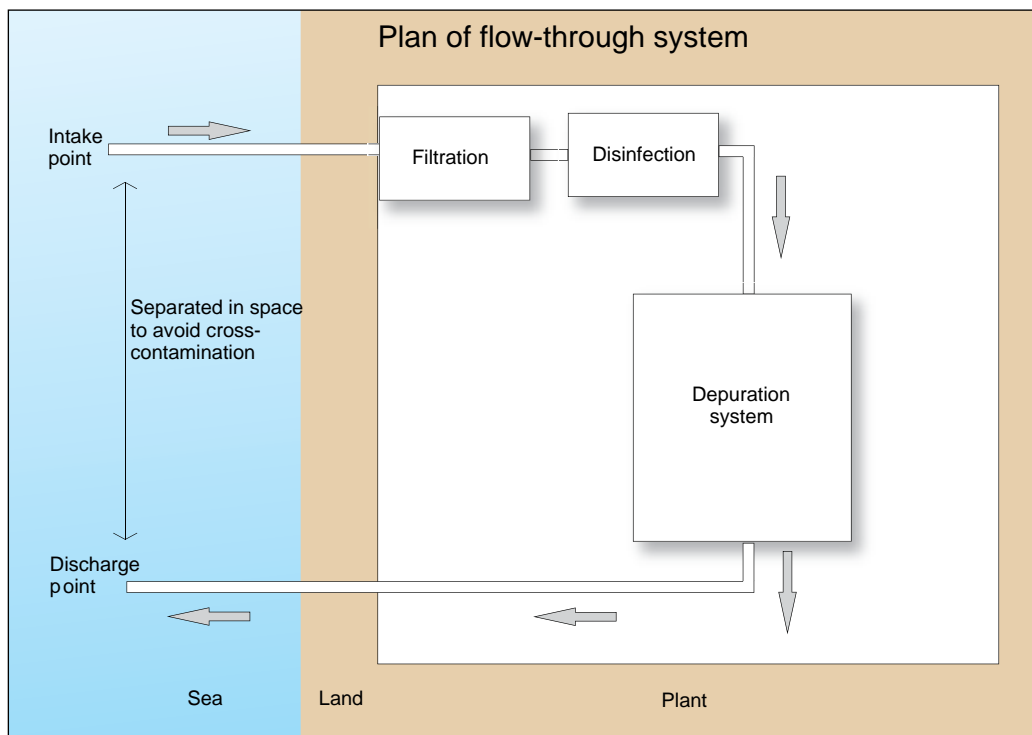 Plan of flow-through system
Intake
point
Filtration
Disinfection
Separated in space
to avoid cross-
contamination
Depuration
system
Discharge
point
Sea
Land
Plant